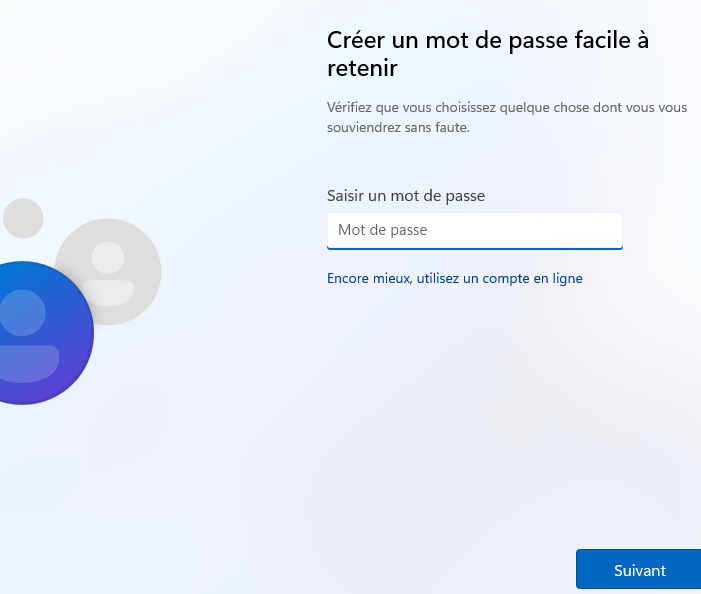 Créer un mot de passe facile à
retenir
Vérifiez que vous choisissez quelque chose dont vous vous
souviendrez sans faute.
Saisir un mot de passe
Mot de passe
Encore mieux, utilisez un compte en ligne
Suivant